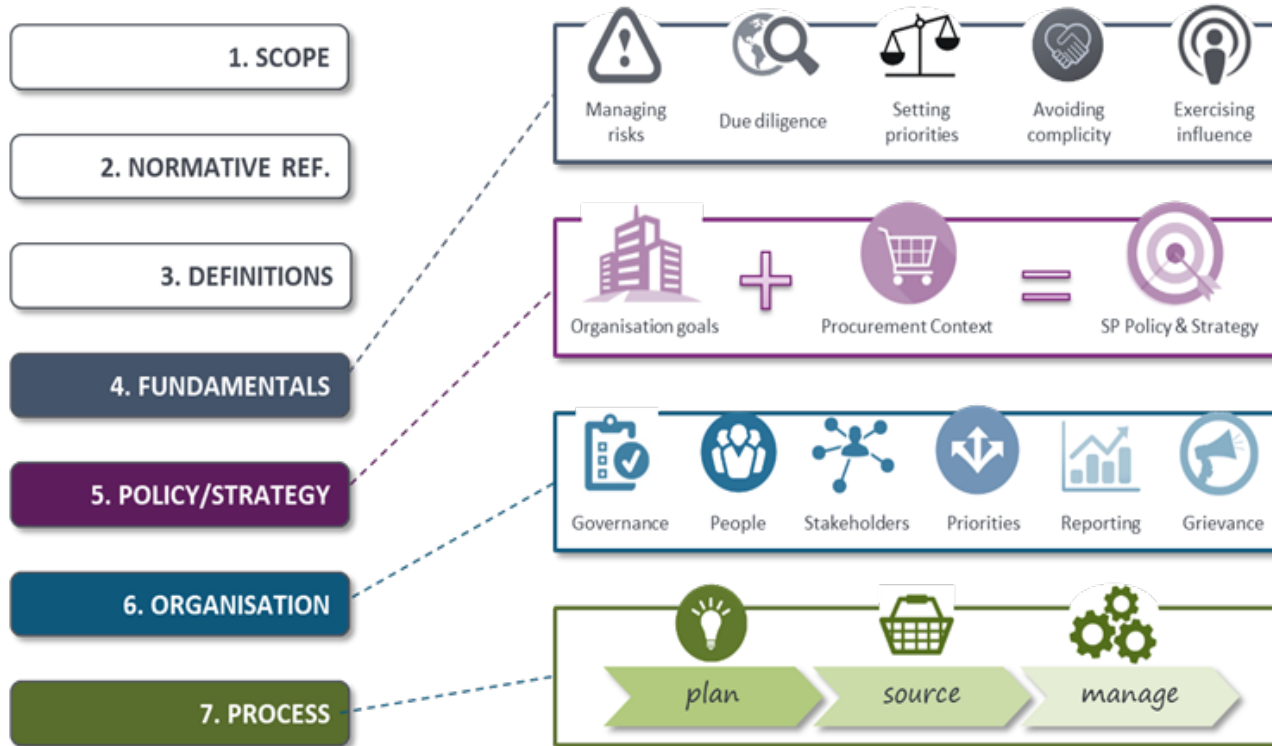 1. SCOPE
2. NORMATIVE REF.
3. DEFINITIONS
4. FUNDAMENTALS
5. POLICY/STRATEGY
6. ORGANISATION
7. PROCESS
Managing
risks
Due diligence
Setting
priorities
Avoiding
complicity
Exercising
influence
Organisation goals
+
Procurement Context
=
SP Policy & Strategy
Governance
People
Stakeholders
Priorities
Reporting
Grievance
plan
source
manage